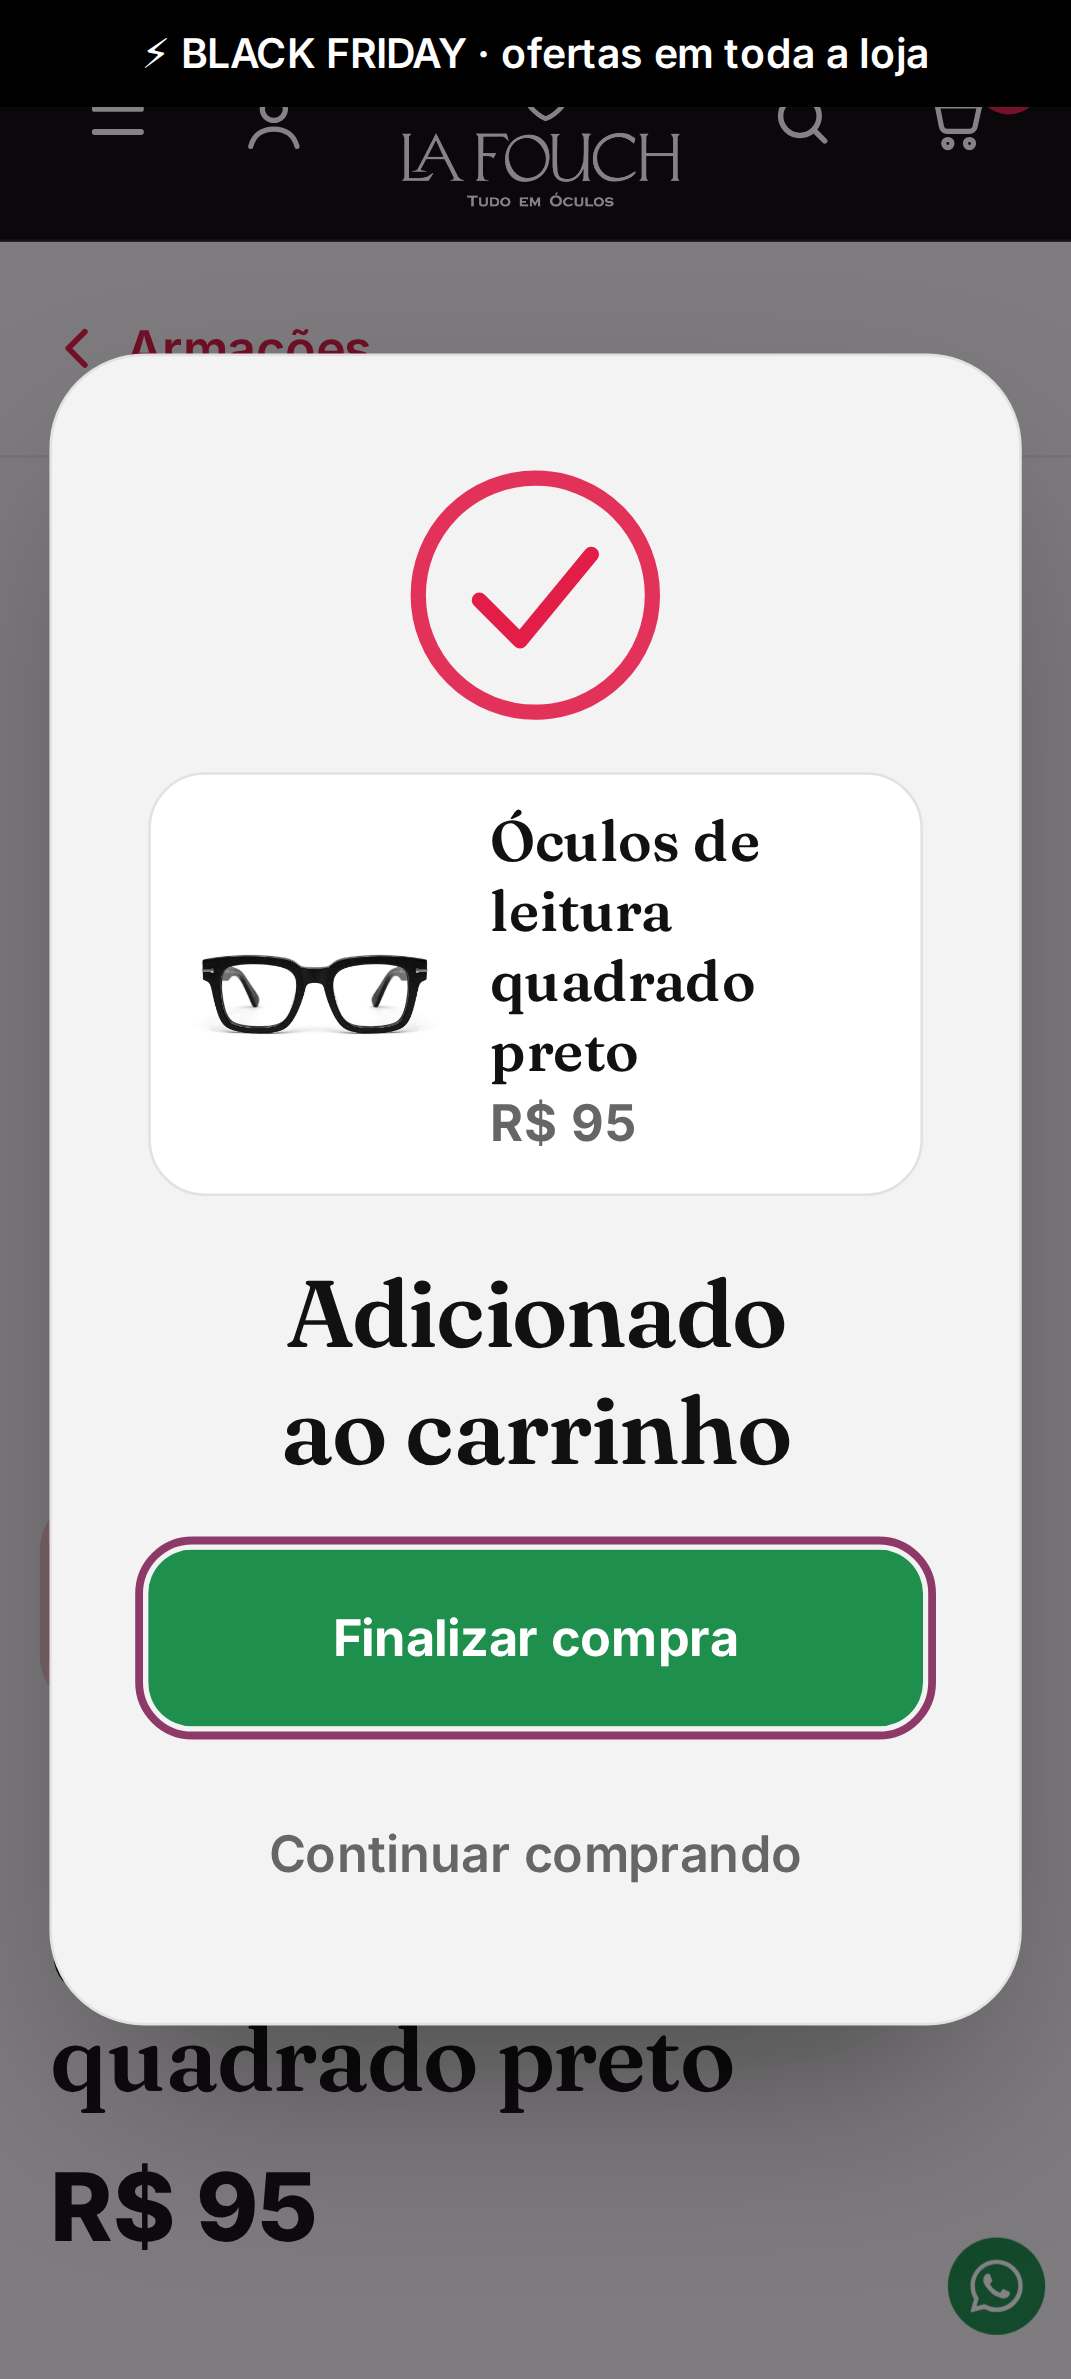 ⚡ BLACK FRIDAY · ofertas em toda a loja
LA FOUCH
TUDO EM ÓCULOS
Armações
Óculos de
leitura
quadrado
preto
R$ 95
Adicionado
ao carrinho
Finalizar compra
Continuar comprando
quadrado preto
R$ 95